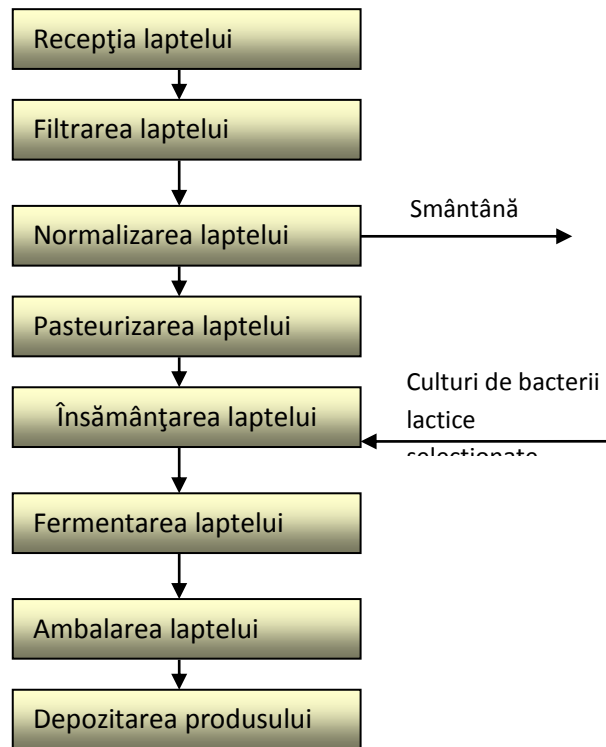 Recepţia laptelui
Filtrarea laptelui
Smântână
Normalizarea laptelui
Pasteurizarea laptelui
Culturi de bacterii
lactice
selecţionate
Însămânţarea laptelui
Fermentarea laptelui
Ambalarea laptelui
Depozitarea produsului